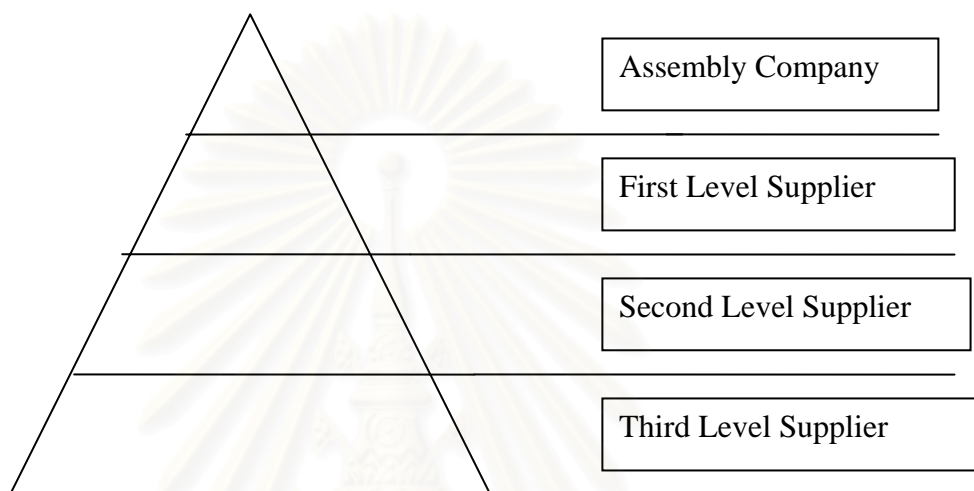 Assembly Company
First Level Supplier
Second Level Supplier
Third Level Supplier